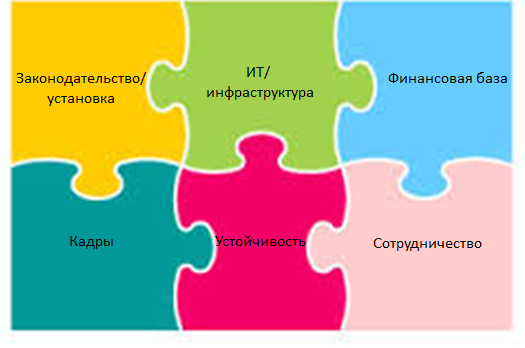 Законодательство/
установка
ИТ/
инфраструктура
Финансовая база
Кадры
Устойчивость
Сотрудничество